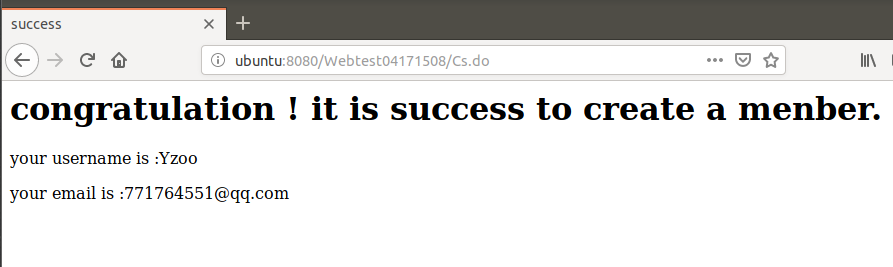 success
ubuntu:8080/Webtest04171508/Cs.do
congratulation ! it is success to create a menber.
your username is :Yzoo
your email is :771764551@qq.com